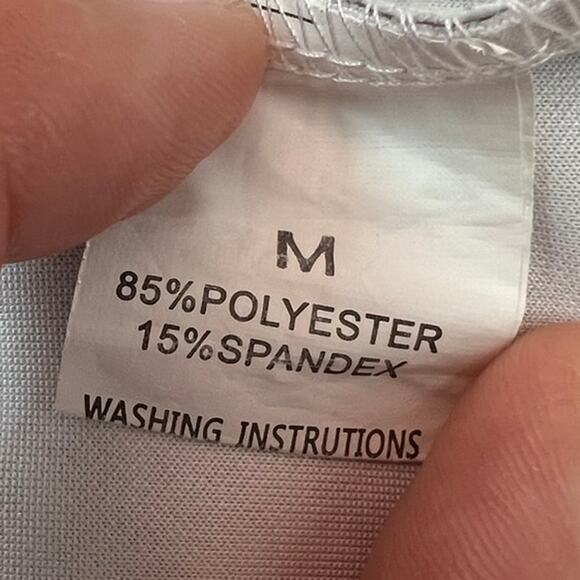 M
85%POLYESTER
15%SPANDEX
WASHING INSTRUTIONS